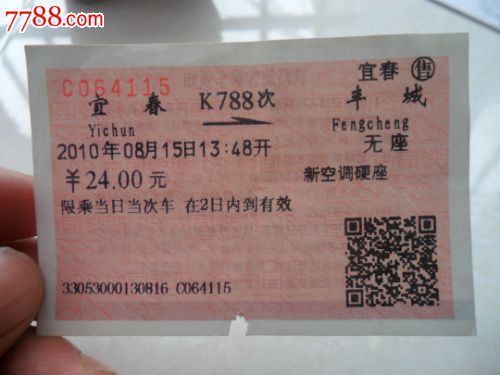 7788.com
C064115
宜春 售
宜春 K788次 丰城
Yichun Fengcheng
2010年08月15日13:48开 无座
￥24.00元 新空调硬座
限乘当日当次车 在2日内到有效
33053000130816 C064115